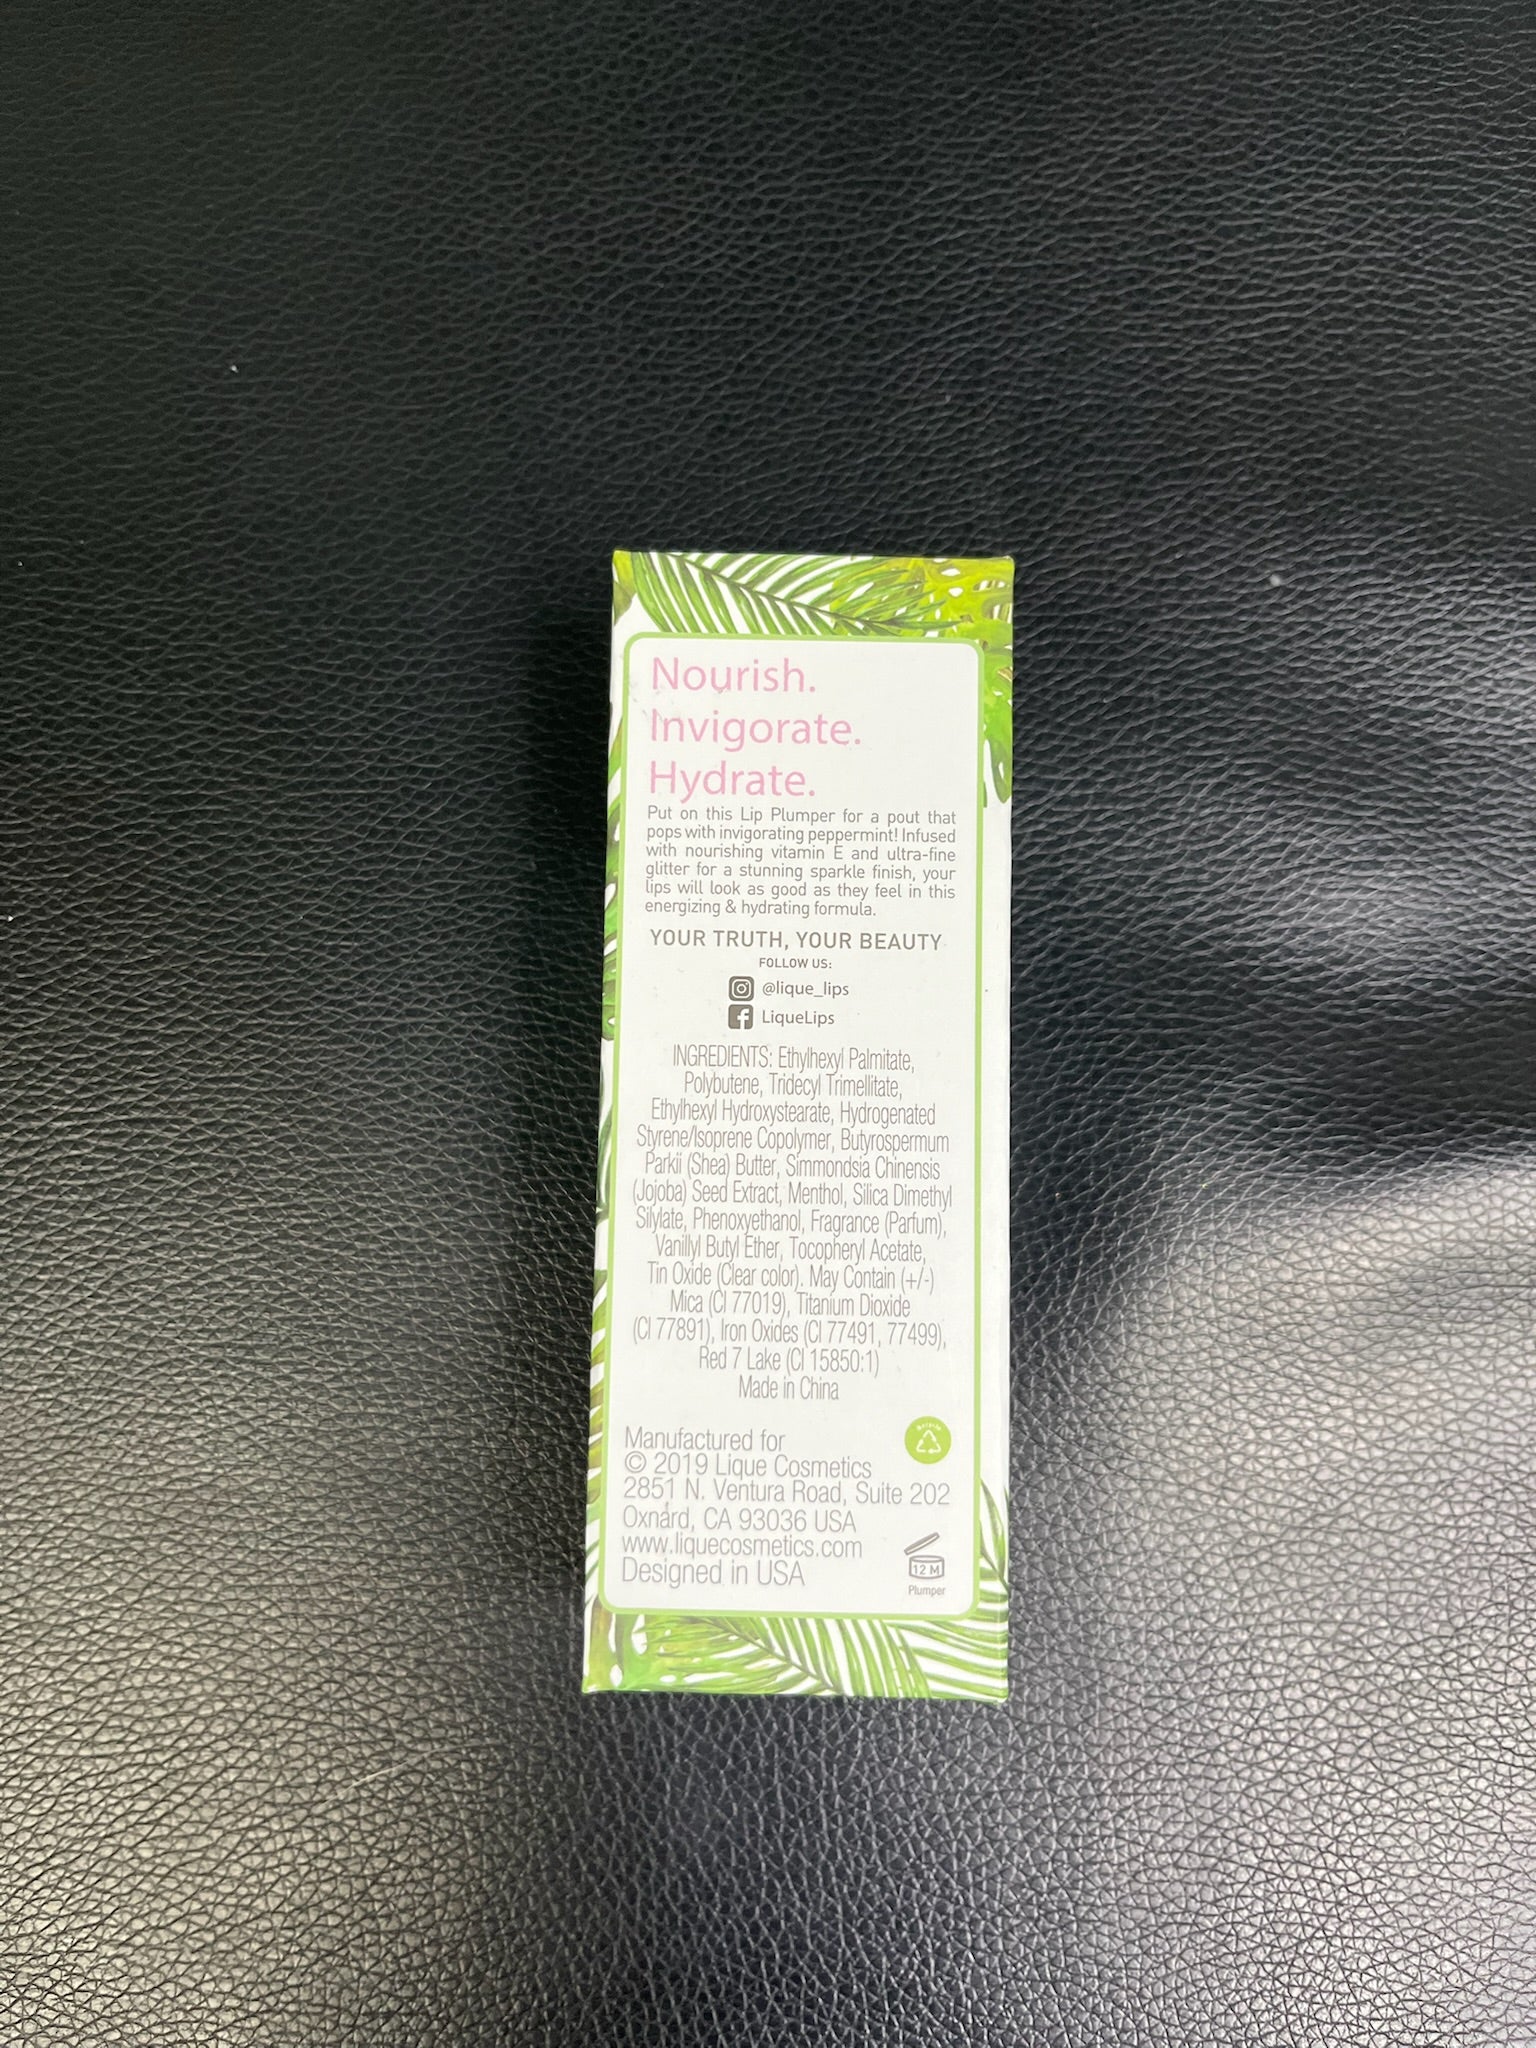 Nourish.
Invigorate.
Hydrate.
Put on this Lip Plumper for a pout that
pops with invigorating peppermint! Infused
with nourishing vitamin E and ultra-fine
glitter for a stunning sparkle finish, your
lips will look as good as they feel in this
energizing & hydrating formula.
YOUR TRUTH, YOUR BEAUTY
FOLLOW US:
@lique_lips
LiqueLips
INGREDIENTS: Ethylhexyl Palmitate,
Polybutene, Tridecyl Trimellitate,
Ethylhexyl Hydroxystearate, Hydrogenated
Styrene/Isoprene Copolymer, Butyrospermum
Parkii (Shea) Butter, Simmondsia Chinensis
(Jojoba) Seed Extract, Menthol, Silica Dimethyl
Silylate, Phenoxyethanol, Fragrance (Parfum),
Vanillyl Butyl Ether, Tocopheryl Acetate,
Tin Oxide (Clear color). May Contain (+/-)
Mica (CI 77019), Titanium Dioxide
(CI 77891), Iron Oxides (CI 77491, 77499),
Red 7 Lake (CI 15850:1)
Made in China
Recycle
Manufactured for
© 2019 Lique Cosmetics
2851 N. Ventura Road, Suite 202
Oxnard, CA 93036 USA
www.liquecosmetics.com
Designed in USA
12 M
Plumper